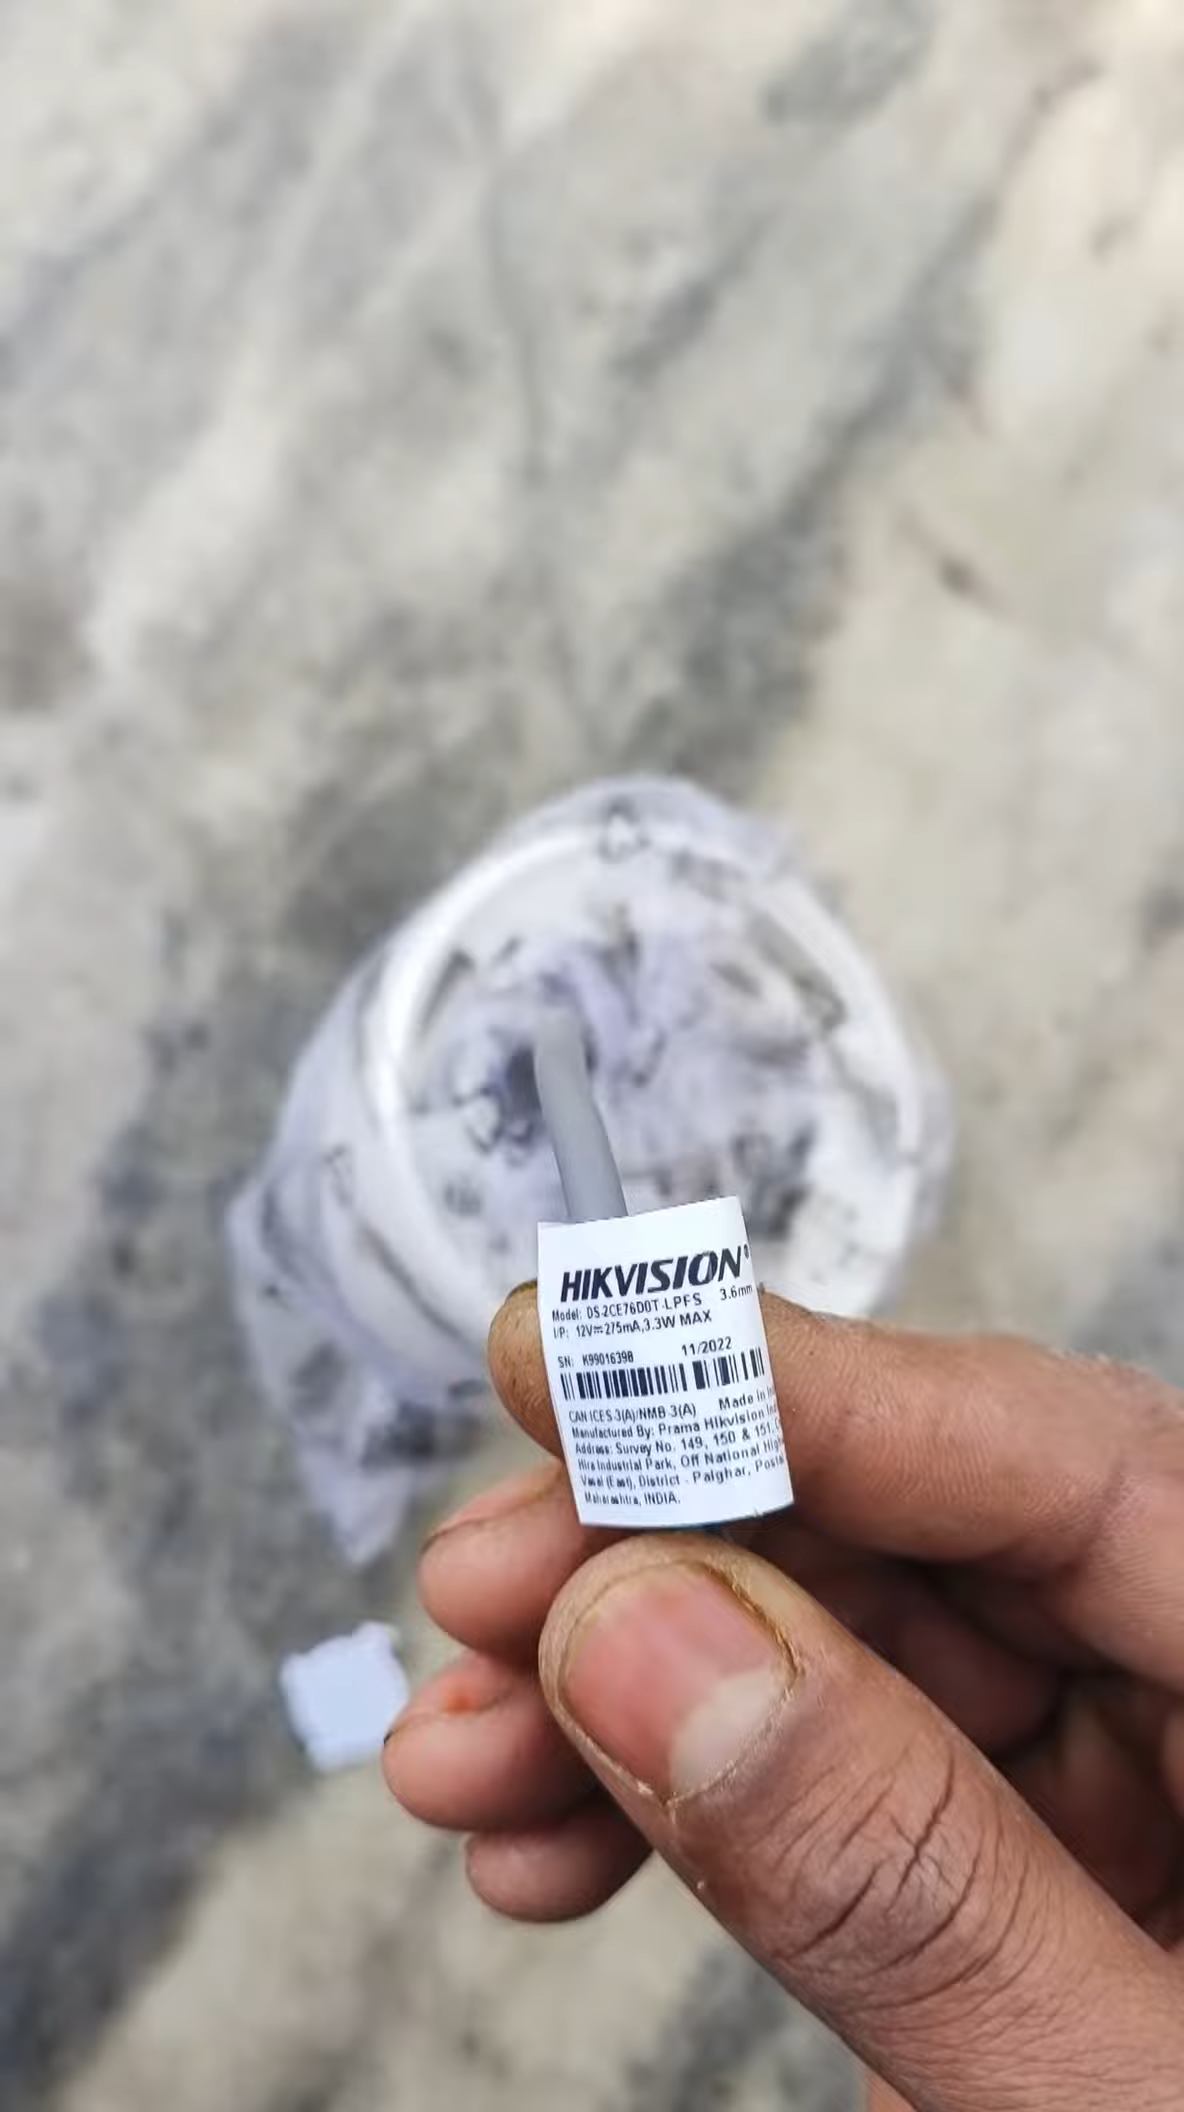 HIKVISION®
Model: DS-2CE76D0T-LPFS 3.6mm
I/P: 12V⎓275mA,3.3W MAX
SN: K99016398 11/2022
CAN ICES-3(A)/NMB-3(A) Made in
Manufactured By: Prama Hikvision
Address: Survey No. 149, 150 & 151,
Hira Industrial Park, Off National
Vasai (East), District - Palghar,
Maharashtra, INDIA.